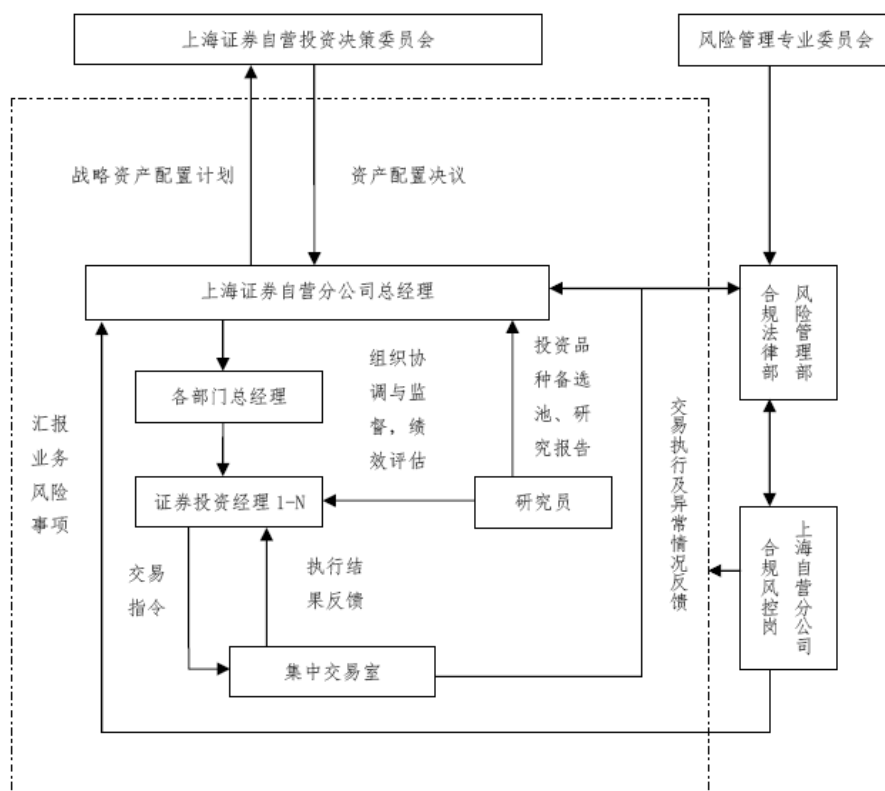 上海证券自营投资决策委员会
风险管理专业委员会
战略资产配置计划
资产配置决议
上海证券自营分公司总经理
风险管理部
合规法律部
各部门总经理
组织协
调与监
督，绩
效评估
投资品
种备选
池、研
究报告
汇报
业务
风险
事项
交易执行及异常情况反馈
证券投资经理 1-N
研究员
上海自营分公司
合规风控岗
交易
指令
执行结
果反馈
集中交易室